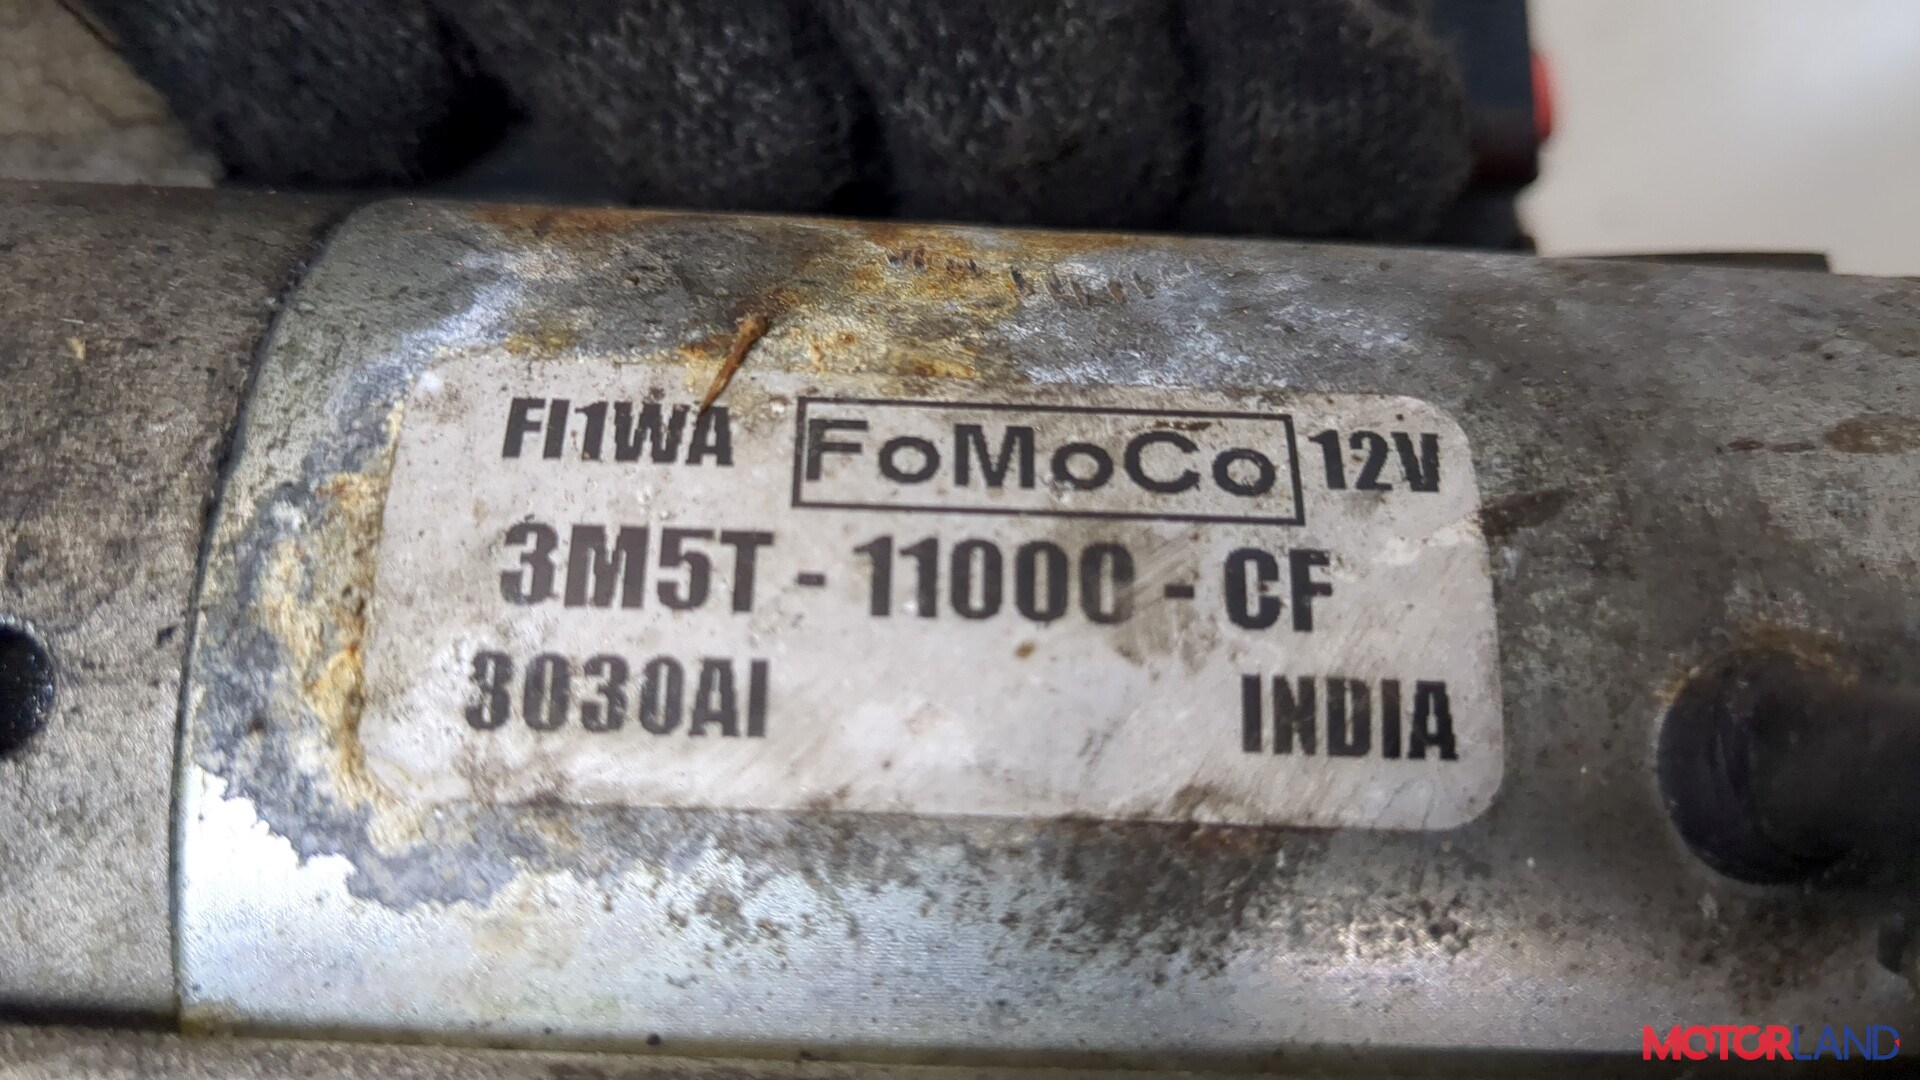 FI1WA FoMoCo 12V
3M5T - 11000 - CF
3030AI INDIA
MOTORLAND